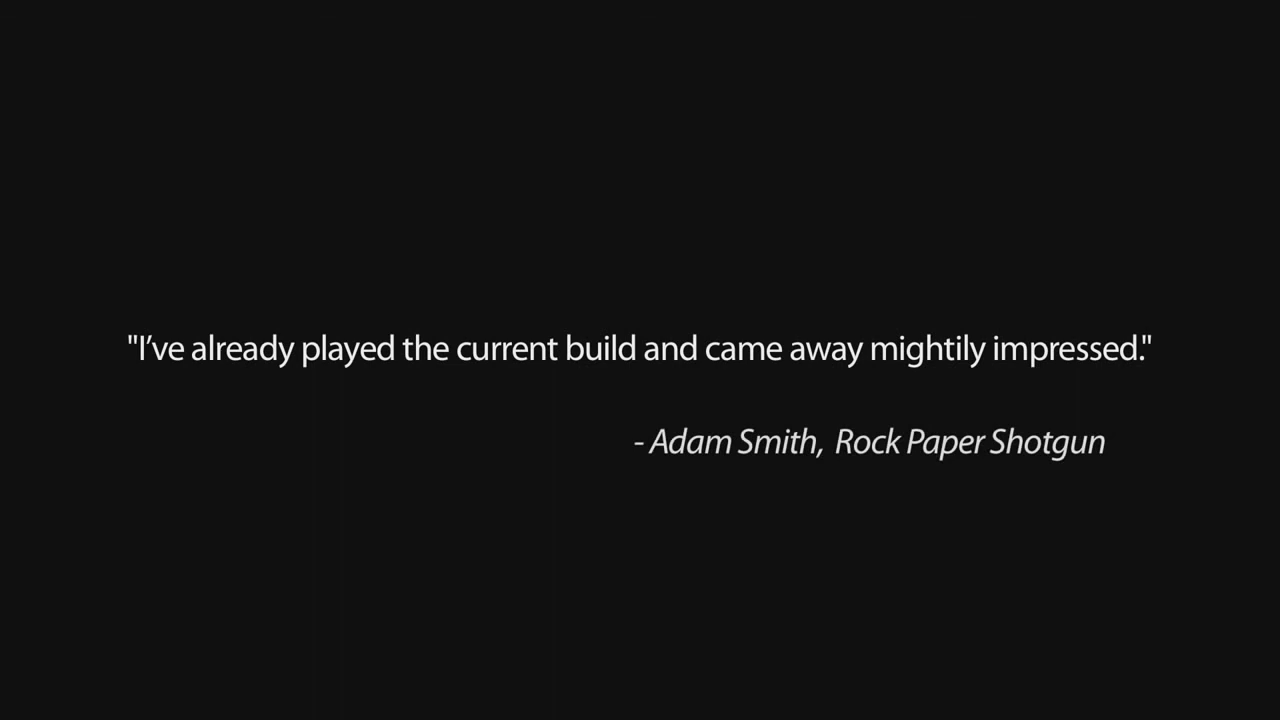 "I’ve already played the current build and came away mightily impressed."
- Adam Smith, Rock Paper Shotgun